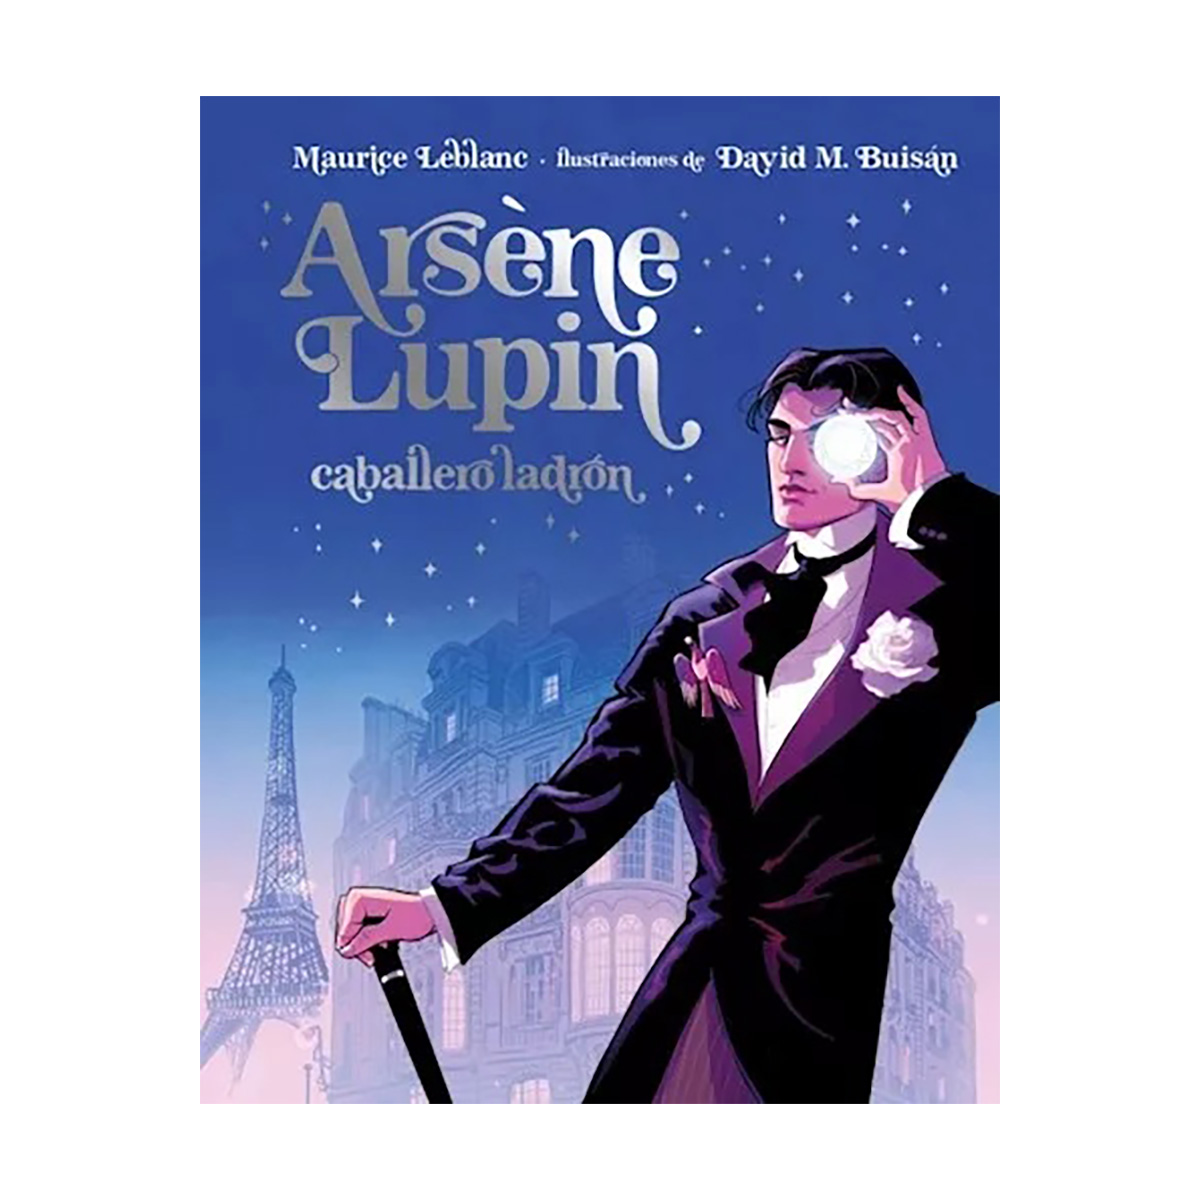 Maurice Leblanc · Ilustraciones de David M. Buisán
Arsène
Lupin
caballero ladrón